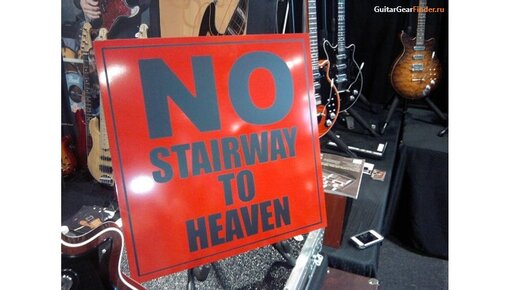 GuitarGearFinder.ru
NO
STAIRWAY
TO
HEAVEN